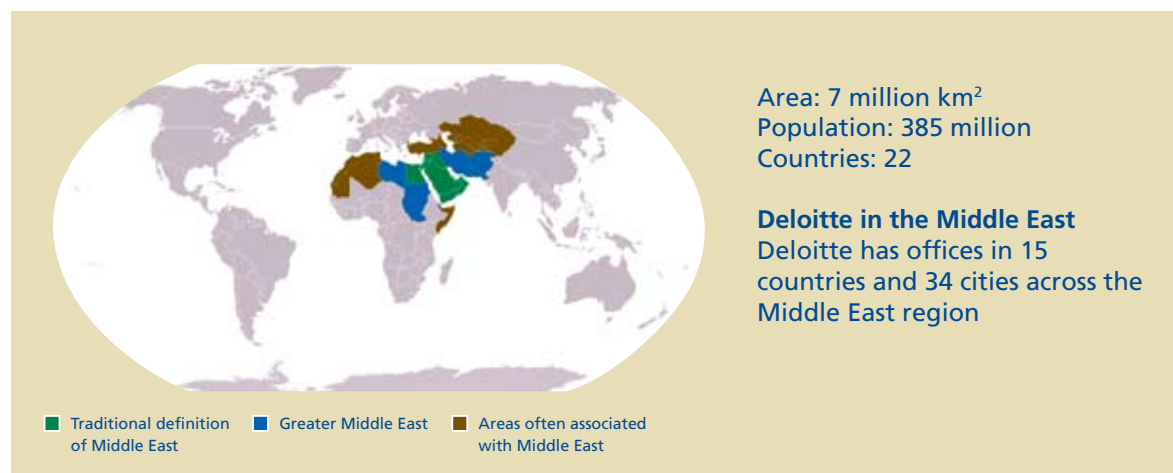 Area: 7 million km²
Population: 385 million
Countries: 22
Deloitte in the Middle East
Deloitte has offices in 15
countries and 34 cities across the
Middle East region
Traditional definition
of Middle East
Greater Middle East
Areas often associated
with Middle East